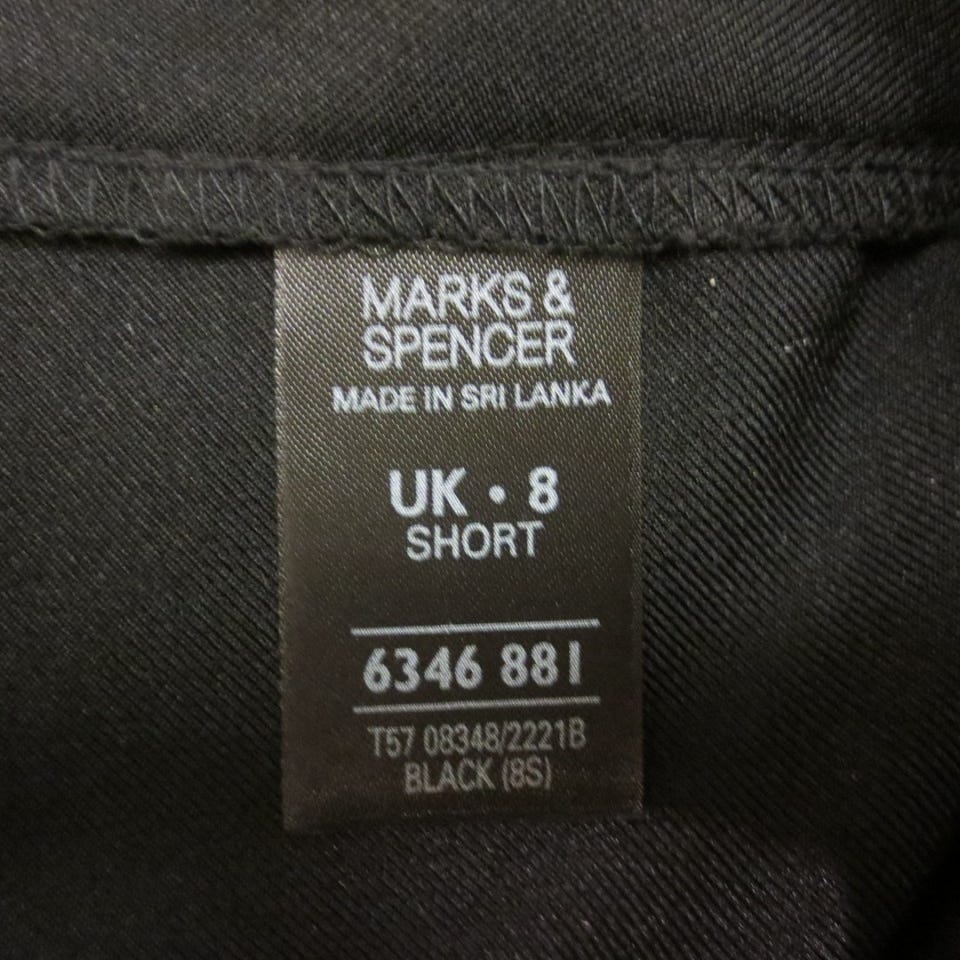 MARKS &
SPENCER
MADE IN SRI LANKA
UK • 8
SHORT
6346 881
T57 08348/2221B
BLACK (8S)